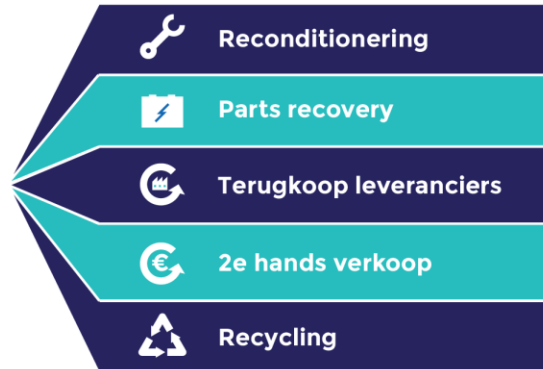 Reconditionering
Parts recovery
Terugkoop leveranciers
2e hands verkoop
Recycling